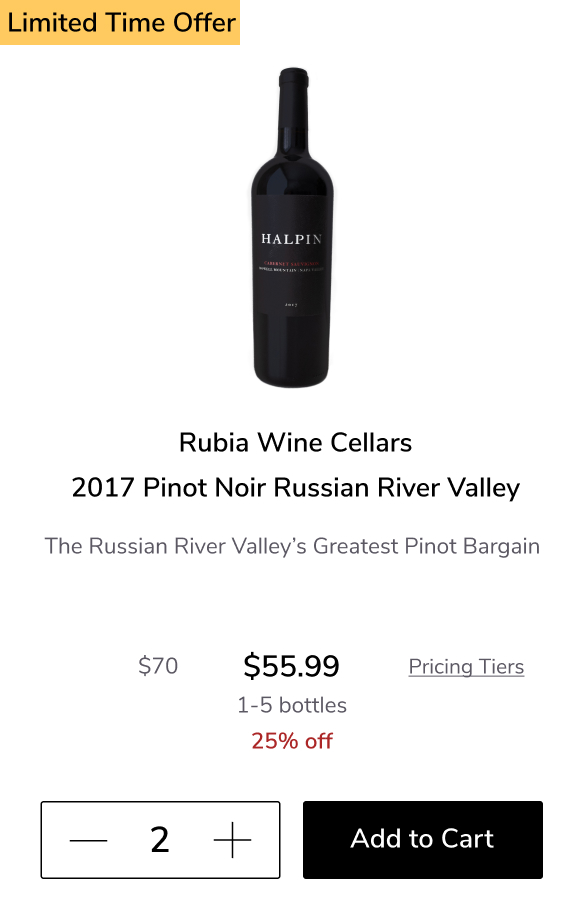 Limited Time Offer
HALPIN
CABERNET SAUVIGNON
HOWELL MOUNTAIN | NAPA VALLEY
2017
Rubia Wine Cellars
2017 Pinot Noir Russian River Valley
The Russian River Valley’s Greatest Pinot Bargain
$70 $55.99 Pricing Tiers
1-5 bottles
25% off
— 2 + Add to Cart